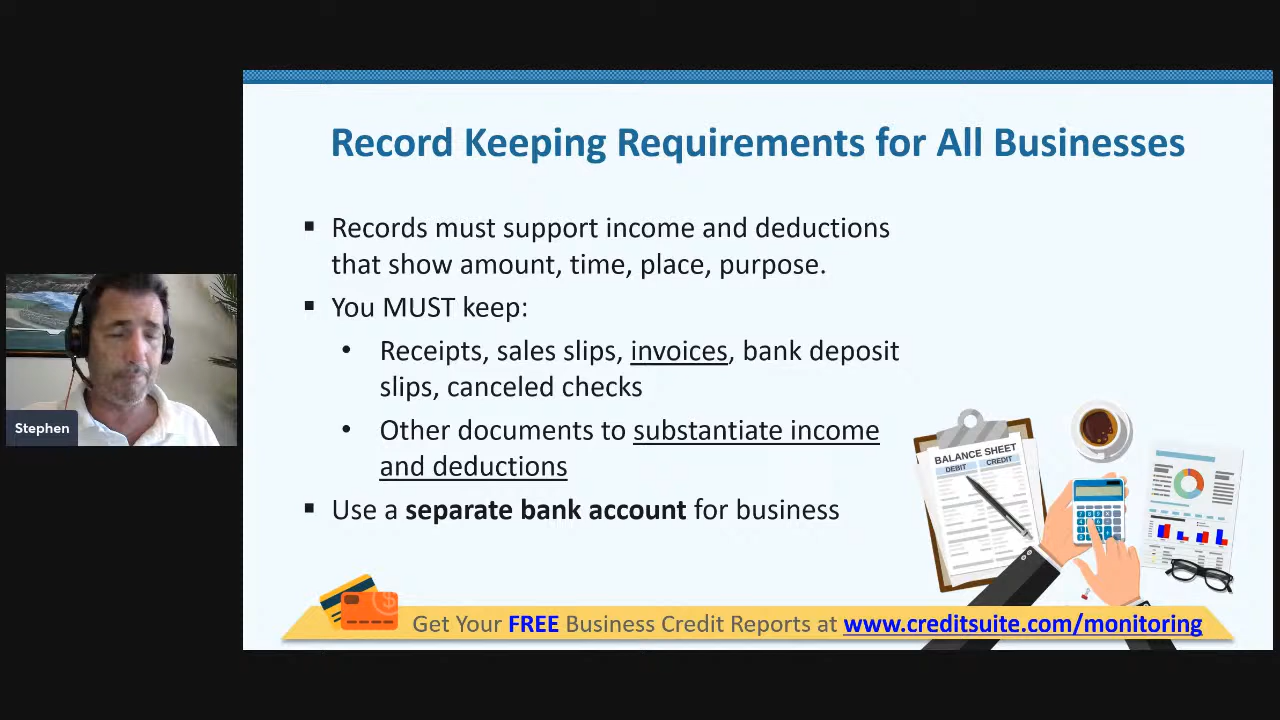 Record Keeping Requirements for All Businesses
▪ Records must support income and deductions
that show amount, time, place, purpose.
▪ You MUST keep:
• Receipts, sales slips, invoices, bank deposit
slips, canceled checks
• Other documents to substantiate income
and deductions
▪ Use a separate bank account for business
Stephen
BALANCE SHEET
DEBIT CREDIT
Get Your FREE Business Credit Reports at www.creditsuite.com/monitoring